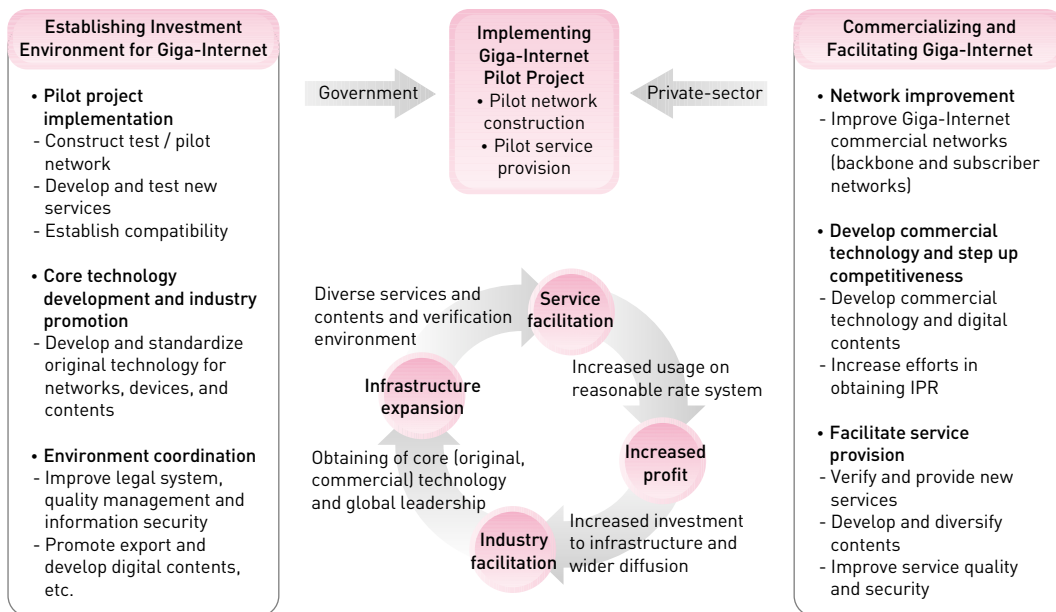 Establishing Investment
Environment for Giga-Internet
• Pilot project
implementation
- Construct test / pilot
network
- Develop and test new
services
- Establish compatibility
• Core technology
development and industry
promotion
- Develop and standardize
original technology for
networks, devices, and
contents
• Environment coordination
- Improve legal system,
quality management and
information security
- Promote export and
develop digital contents,
etc.
Government
Implementing
Giga-Internet
Pilot Project
• Pilot network
construction
• Pilot service
provision
Private-sector
Diverse services and
contents and verification
environment
Service
facilitation
Increased usage on
reasonable rate system
Infrastructure
expansion
Increased
profit
Obtaining of core (original,
commercial) technology
and global leadership
Industry
facilitation
Increased investment
to infrastructure and
wider diffusion
Commercializing and
Facilitating Giga-Internet
• Network improvement
- Improve Giga-Internet
commercial networks
(backbone and subscriber
networks)
• Develop commercial
technology and step up
competitiveness
- Develop commercial
technology and digital
contents
- Increase efforts in
obtaining IPR
• Facilitate service
provision
- Verify and provide new
services
- Develop and diversify
contents
- Improve service quality
and security